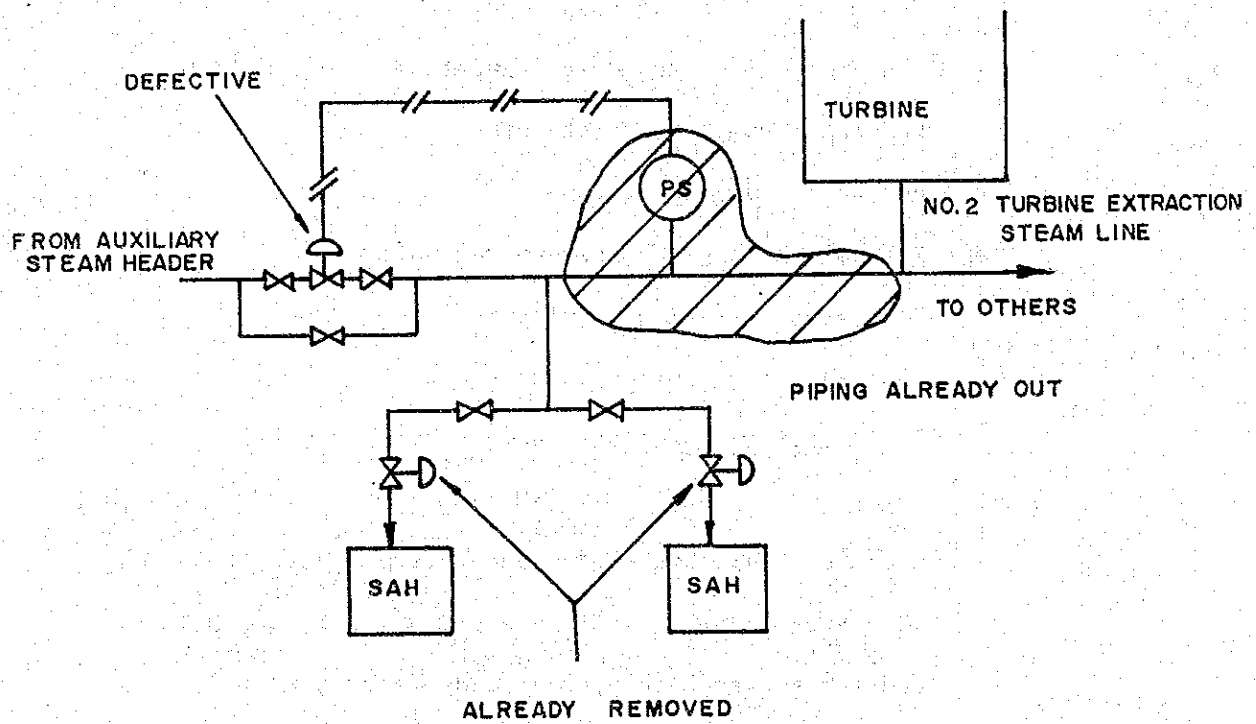 DEFECTIVE
TURBINE
PS
NO.2 TURBINE EXTRACTION
STEAM LINE
FROM AUXILIARY
STEAM HEADER
TO OTHERS
PIPING ALREADY OUT
SAH
SAH
ALREADY REMOVED